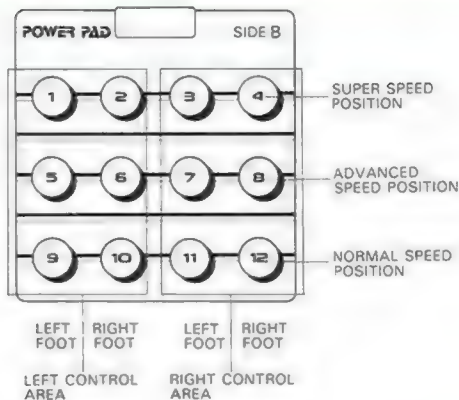 POWER PAD SIDE B
1 2 3 4
SUPER SPEED
POSITION
5 6 7 8
ADVANCED
SPEED POSITION
9 10 11 12
NORMAL SPEED
POSITION
LEFT FOOT RIGHT FOOT LEFT FOOT RIGHT FOOT
LEFT CONTROL AREA
RIGHT CONTROL AREA